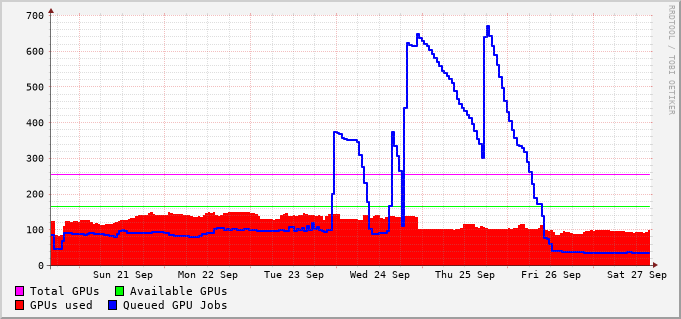 700
600
500
400
300
200
100
0
Sun 21 Sep Mon 22 Sep Tue 23 Sep Wed 24 Sep Thu 25 Sep Fri 26 Sep Sat 27 Sep
Total GPUs Available GPUs
GPUs used Queued GPU Jobs
RRDTOOL / TOBI OETIKER